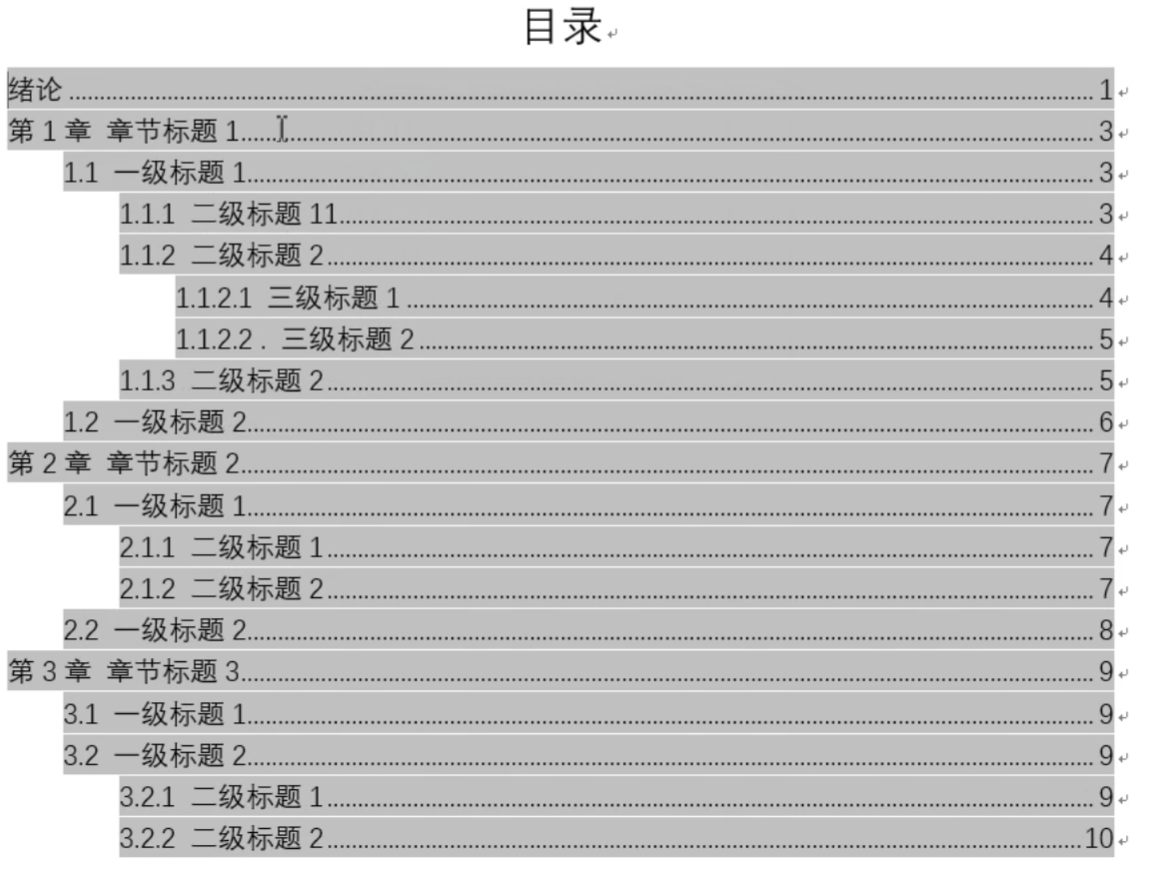 目录
绪论 ........................................ 1
第 1 章 章节标题 1........................................ 3
1.1 一级标题 1........................................ 3
1.1.1 二级标题 11........................................ 3
1.1.2 二级标题 2........................................ 4
1.1.2.1 三级标题 1 ........................................ 4
1.1.2.2 . 三级标题 2 ........................................ 5
1.1.3 二级标题 2........................................ 5
1.2 一级标题 2........................................ 6
第 2 章 章节标题 2........................................ 7
2.1 一级标题 1........................................ 7
2.1.1 二级标题 1........................................ 7
2.1.2 二级标题 2........................................ 7
2.2 一级标题 2........................................ 8
第 3 章 章节标题 3........................................ 9
3.1 一级标题 1........................................ 9
3.2 一级标题 2........................................ 9
3.2.1 二级标题 1........................................ 9
3.2.2 二级标题 2........................................ 10